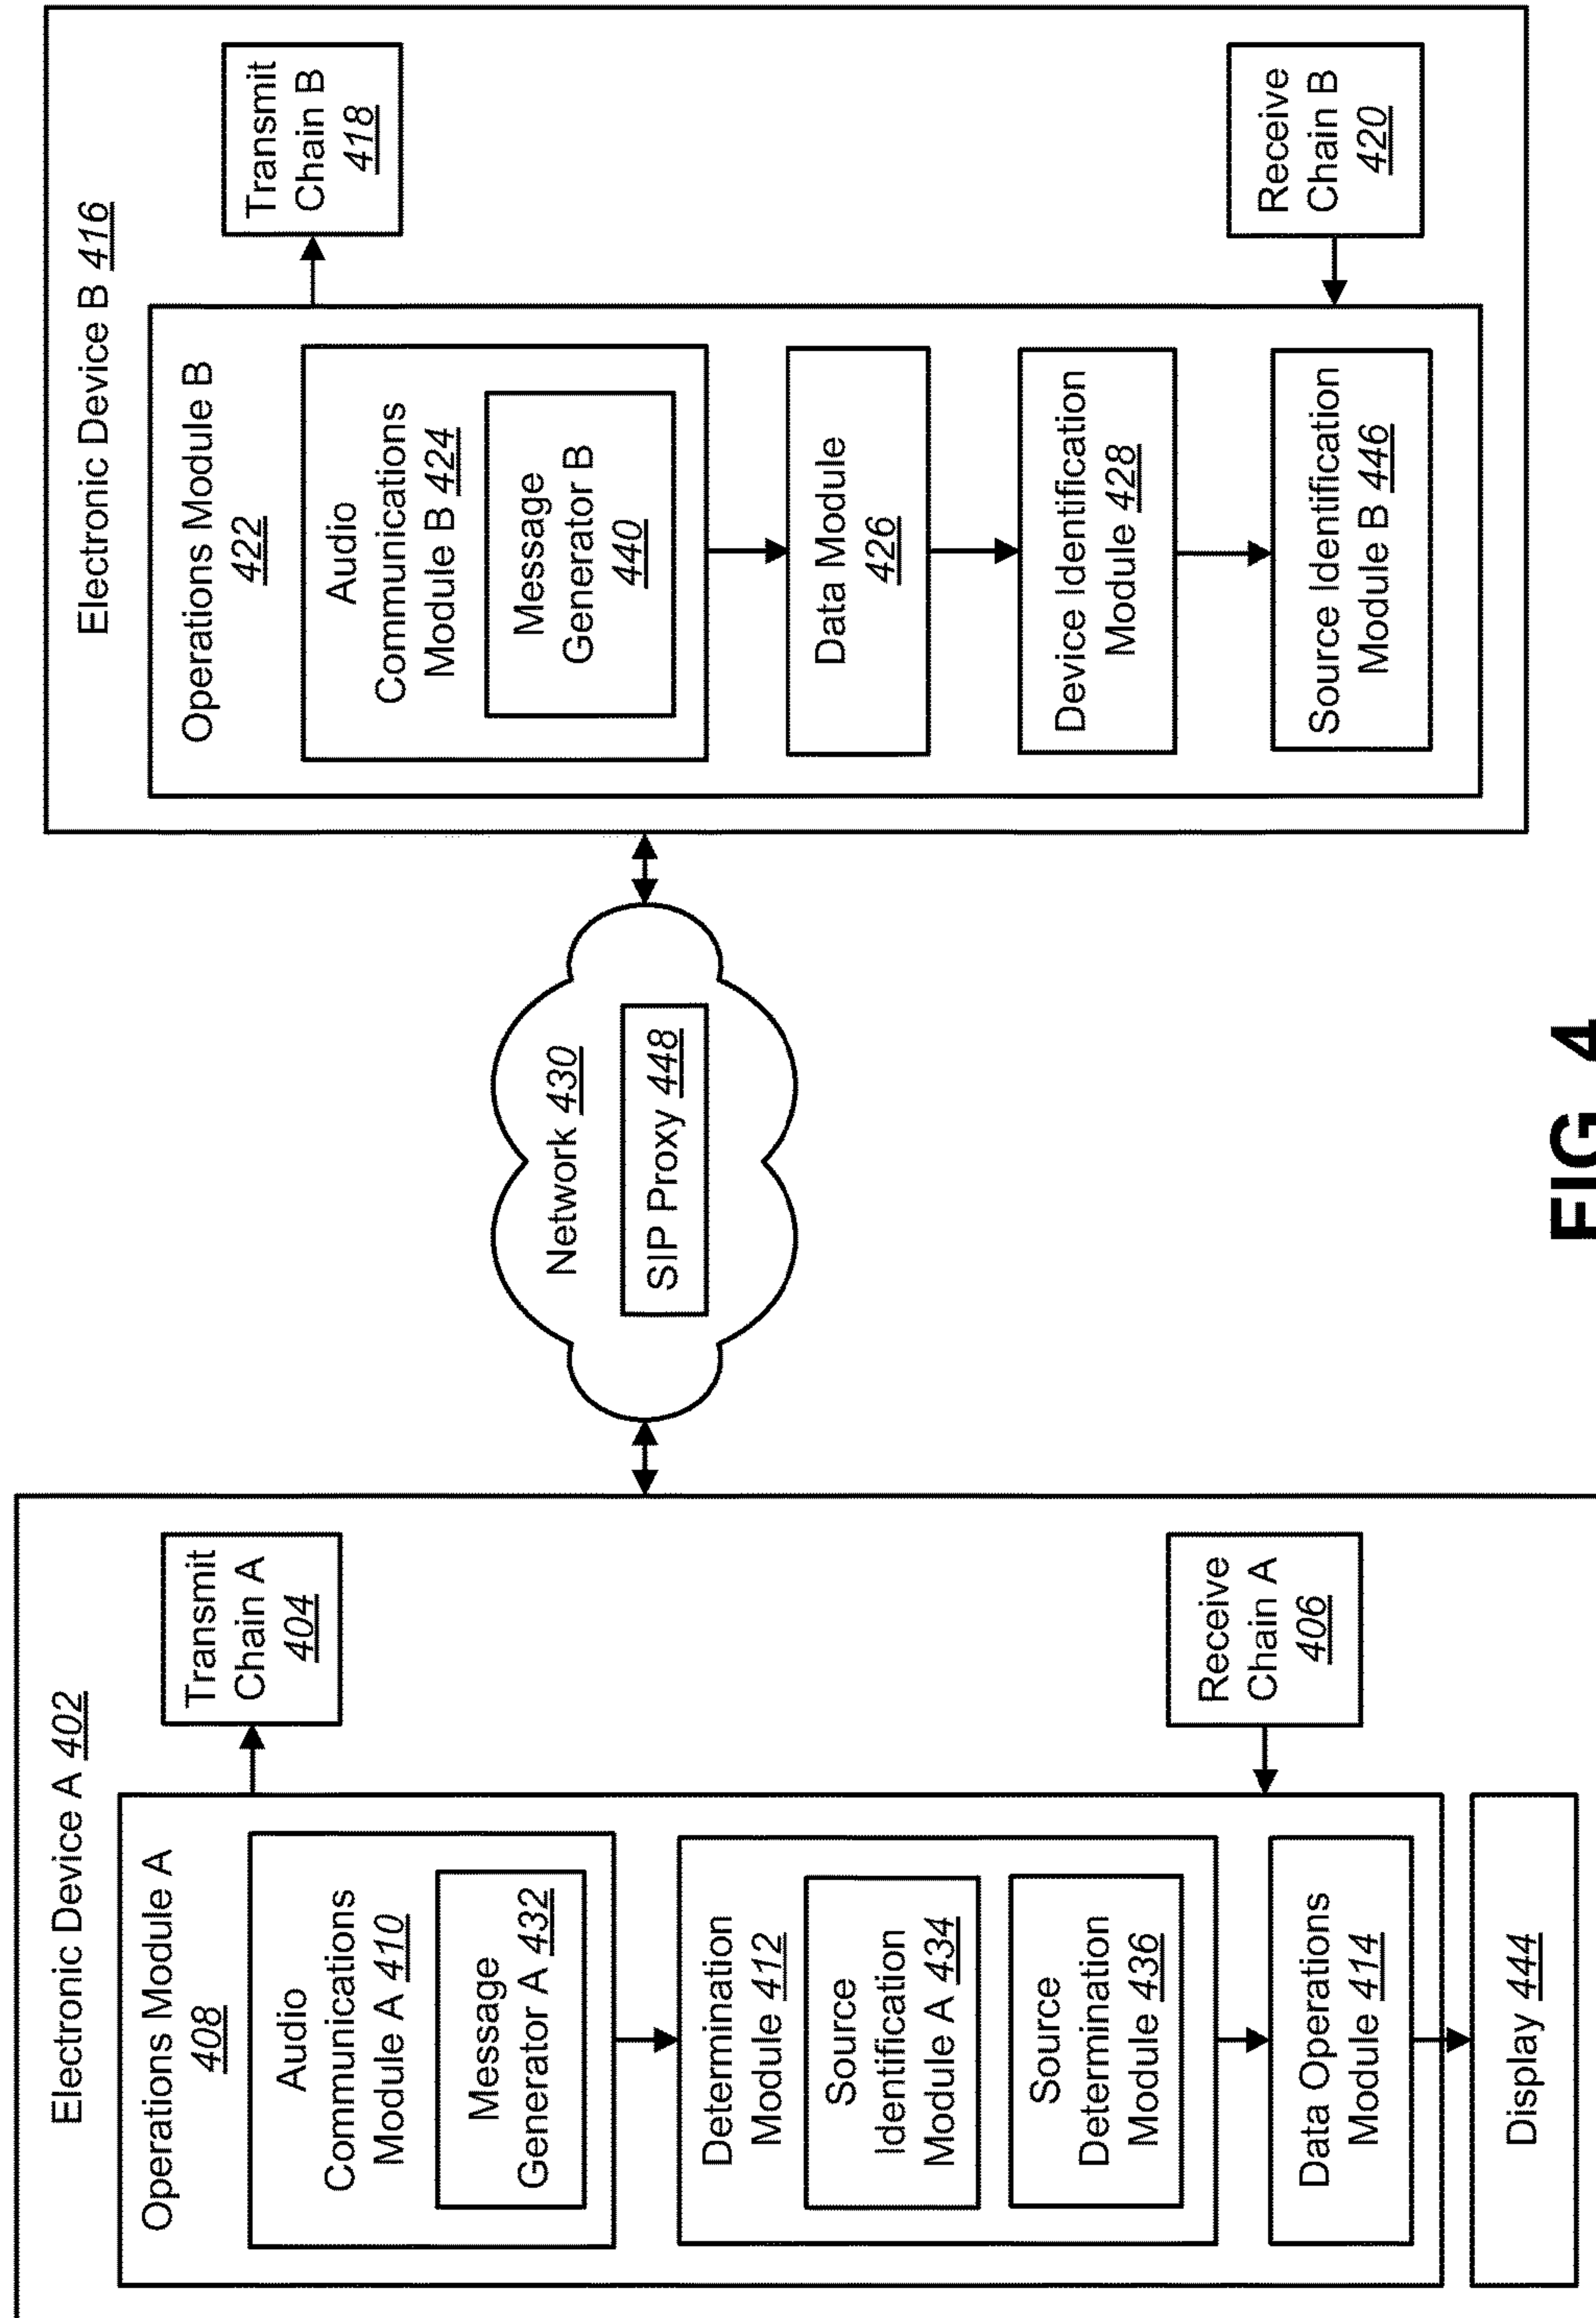 Electronic Device A 402
Operations Module A
408
Audio
Communications
Module A 410
Message
Generator A 432
Determination
Module 412
Source
Identification
Module A 434
Source
Determination
Module 436
Data Operations
Module 414
Display 444
Transmit
Chain A
404
Receive
Chain A
406
Network 430
SIP Proxy 448
Electronic Device B 416
Operations Module B
422
Audio
Communications
Module B 424
Message
Generator B
440
Data Module
426
Device Identification
Module 428
Source Identification
Module B 446
Transmit
Chain B
418
Receive
Chain B
420
FIG. 4